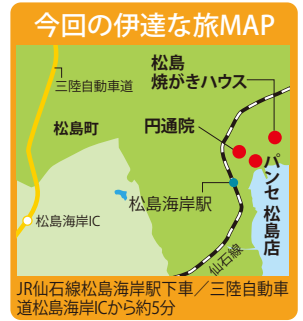 今回の伊達な旅MAP
松島
焼がきハウス
三陸自動車道
松島町
円通院
パンセ 松島店
松島海岸駅
松島海岸IC
仙石線
JR仙石線松島海岸駅下車／三陸自動車
道松島海岸ICから約5分